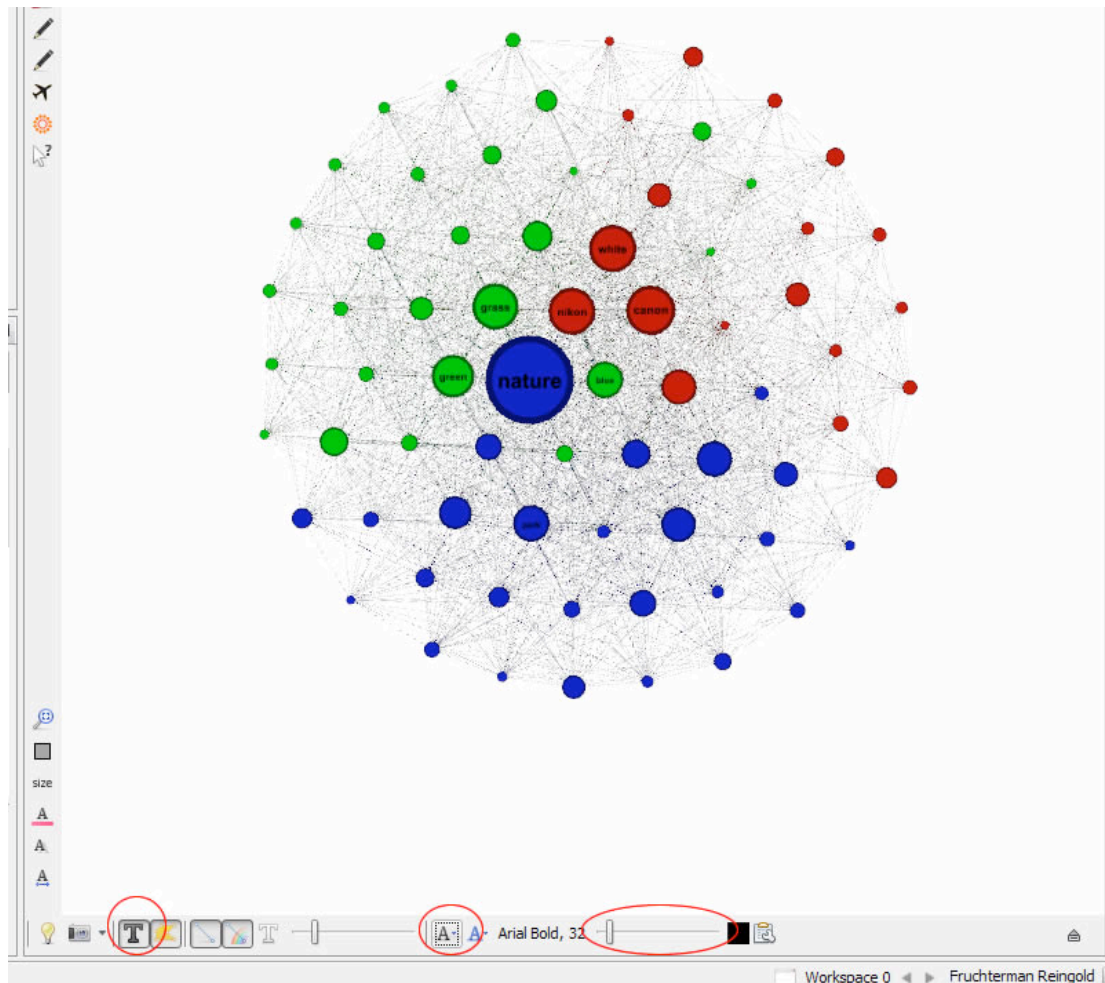 ?
white
grass
nikon
canon
nature
green
blue
size
A
A
A
T
T
A
A
Arial Bold, 32
Workspace 0
Fruchterman Reingold